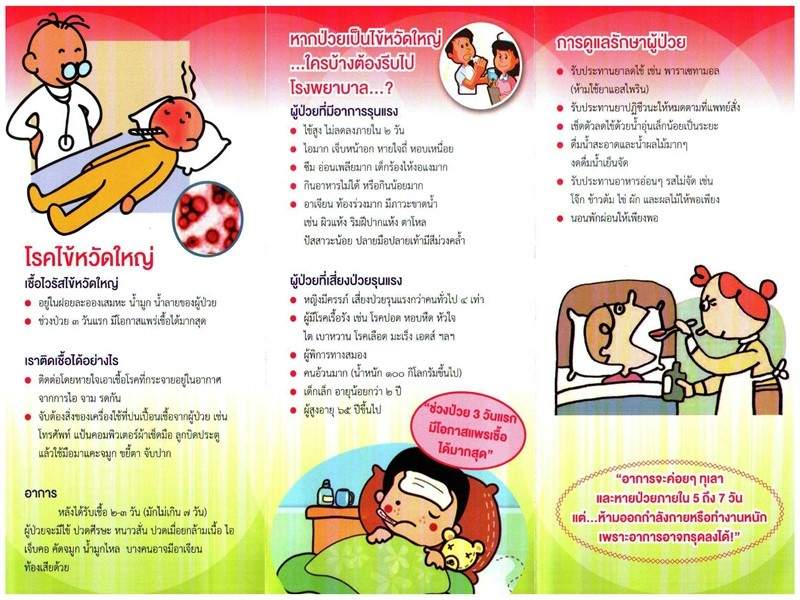 โรคไข้หวัดใหญ่
เชื้อไวรัสไข้หวัดใหญ่
● อยู่ในฝอยละอองเสมหะ น้ำมูก น้ำลายของผู้ป่วย
● ช่วงป่วย ๓ วันแรก มีโอกาสแพร่เชื้อได้มากสุด
เราติดเชื้อได้อย่างไร
● ติดต่อโดยหายใจเอาเชื้อโรคที่กระจายอยู่ในอากาศ
จากการไอ จาม รดกัน
● จับต้องสิ่งของเครื่องใช้ที่ปนเปื้อนเชื้อจากผู้ป่วย เช่น
โทรศัพท์ แป้นคอมพิวเตอร์ผ้าเช็ดมือ ลูกบิดประตู
แล้วใช้มือมาแคะจมูก ขยี้ตา จับปาก
อาการ
หลังได้รับเชื้อ ๒-๓ วัน (มักไม่เกิน ๗ วัน)
ผู้ป่วยจะมีไข้ ปวดศีรษะ หนาวสั่น ปวดเมื่อยกล้ามเนื้อ ไอ
เจ็บคอ คัดจมูก น้ำมูกไหล บางคนอาจมีอาเจียน
ท้องเสียด้วย
หากป่วยเป็นไข้หวัดใหญ่
...ใครบ้างต้องรีบไป
โรงพยาบาล...?
ผู้ป่วยที่มีอาการรุนแรง
● ไข้สูง ไม่ลดลงภายใน ๒ วัน
● ไอมาก เจ็บหน้าอก หายใจถี่ หอบเหนื่อย
● ซึม อ่อนเพลียมาก เด็กร้องไห้งอแงมาก
● กินอาหารไม่ได้ หรือกินน้อยมาก
● อาเจียน ท้องร่วงมาก มีภาวะขาดน้ำ
เช่น ผิวแห้ง ริมฝีปากแห้ง ตาโหล
ปัสสาวะน้อย ปลายมือปลายเท้ามีสีม่วงคล้ำ
ผู้ป่วยที่เสี่ยงป่วยรุนแรง
● หญิงมีครรภ์ เสี่ยงป่วยรุนแรงกว่าคนทั่วไป ๔ เท่า
● ผู้มีโรคเรื้อรัง เช่น โรคปอด หอบหืด หัวใจ
ไต เบาหวาน โรคเลือด มะเร็ง เอดส์ ฯลฯ
● ผู้พิการทางสมอง
● คนอ้วนมาก (น้ำหนัก ๑๐๐ กิโลกรัมขึ้นไป)
● เด็กเล็ก อายุน้อยกว่า ๒ ปี
● ผู้สูงอายุ ๖๕ ปีขึ้นไป
“ช่วงป่วย 3 วันแรก
มีโอกาสแพร่เชื้อ
ได้มากสุด”
การดูแลรักษาผู้ป่วย
● รับประทานยาลดไข้ เช่น พาราเซทามอล
(ห้ามใช้ยาแอสไพริน)
● รับประทานยาปฏิชีวนะให้หมดตามที่แพทย์สั่ง
● เช็ดตัวลดไข้ด้วยน้ำอุ่นเล็กน้อยเป็นระยะ
● ดื่มน้ำสะอาดและน้ำผลไม้มากๆ
งดดื่มน้ำเย็นจัด
● รับประทานอาหารอ่อนๆ รสไม่จัด เช่น
โจ๊ก ข้าวต้ม ไข่ ผัก และผลไม้ให้พอเพียง
● นอนพักผ่อนให้เพียงพอ
“อาการจะค่อยๆ ทุเลา
และหายป่วยภายใน 5 ถึง 7 วัน
แต่...ห้ามออกกำลังกายหรือทำงานหนัก
เพราะอาการอาจทรุดลงได้!”